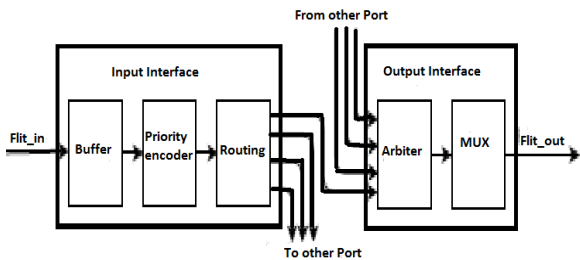 From other Port
Input Interface
Output Interface
Flit_in
Buffer
Priority
encoder
Routing
Arbiter
MUX
Flit_out
To other Port